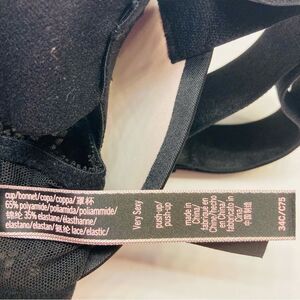 cup/bonnet/copa/coppa/罩杯
65% polyamide/poliamida/poliammide/
锦纶 35% elastane/élasthanne/
elastano/elastan/氨纶 lace/elastic/
Very Sexy
push-up/
push-up
made in
China/
fabriqué en
Chine/hecho
en China/
fabbricato in
Cina/
中国制造
34C/C75